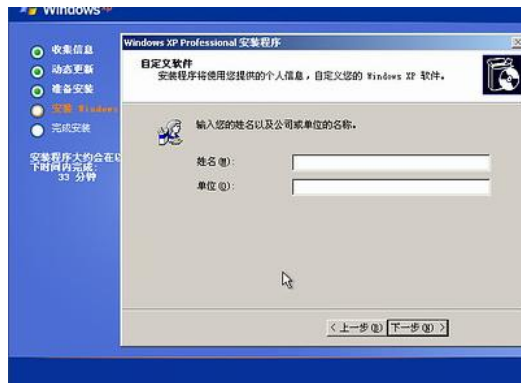 Windows xp
收集信息
动态更新
准备安装
安装 Windows
完成安装
安装程序大约会在以
下时间内完成:
33 分钟
Windows XP Professional 安装程序
自定义软件
安装程序将使用您提供的个人信息，自定义您的 Windows XP 软件。
输入您的姓名以及公司或单位的名称。
姓名(M):
单位(O):
< 上一步(B)
下一步(N) >